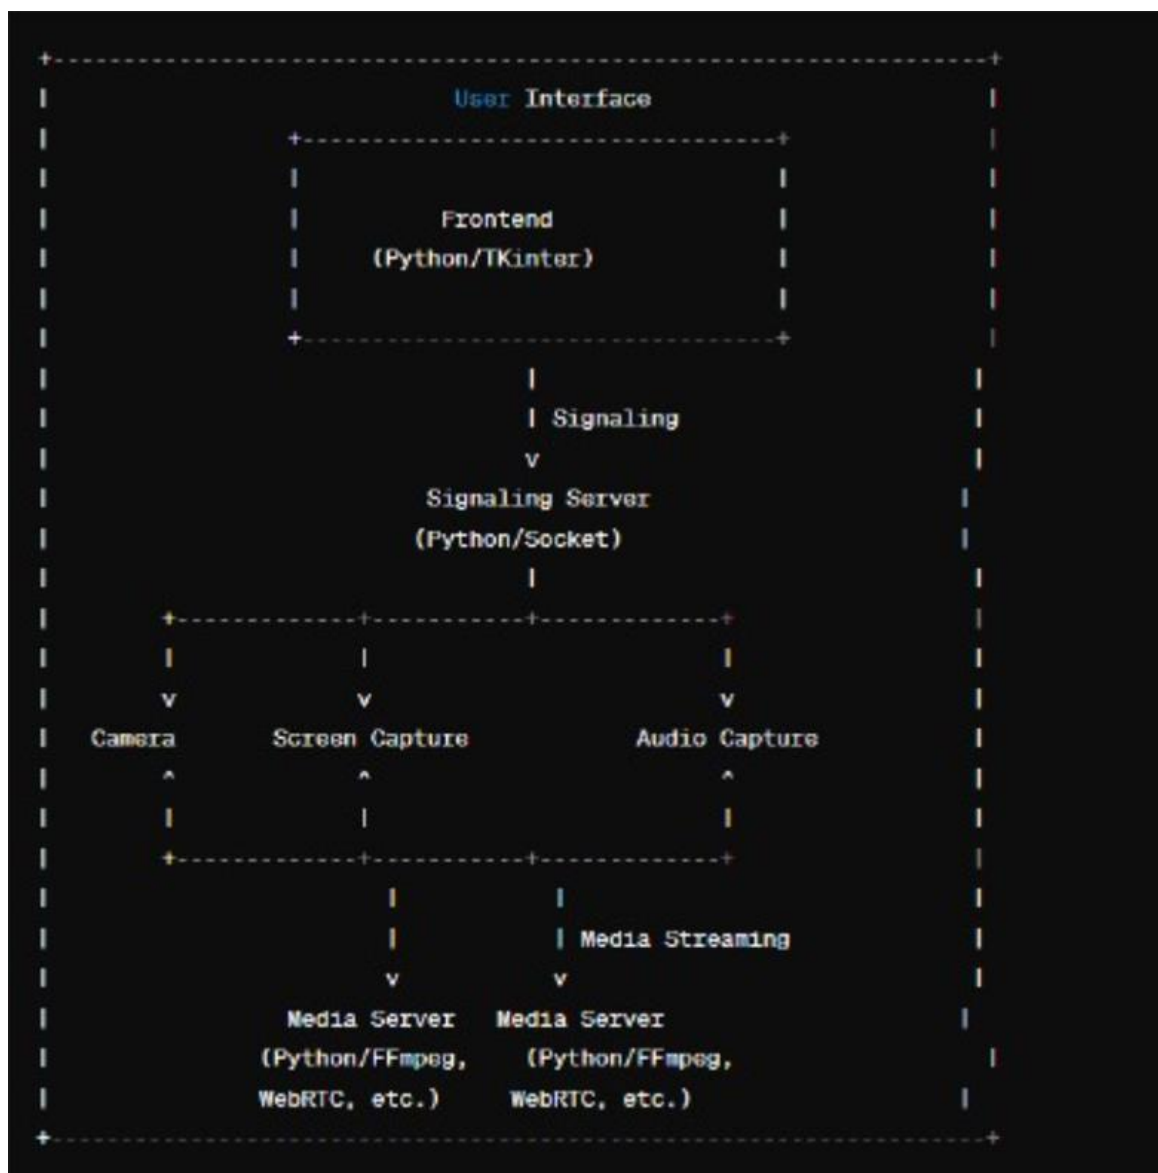 User Interface
Frontend
(Python/TKinter)
Signaling
Signaling Server
(Python/Socket)
Camera Screen Capture Audio Capture
Media Streaming
Media Server Media Server
(Python/FFmpeg, (Python/FFmpeg,
WebRTC, etc.) WebRTC, etc.)